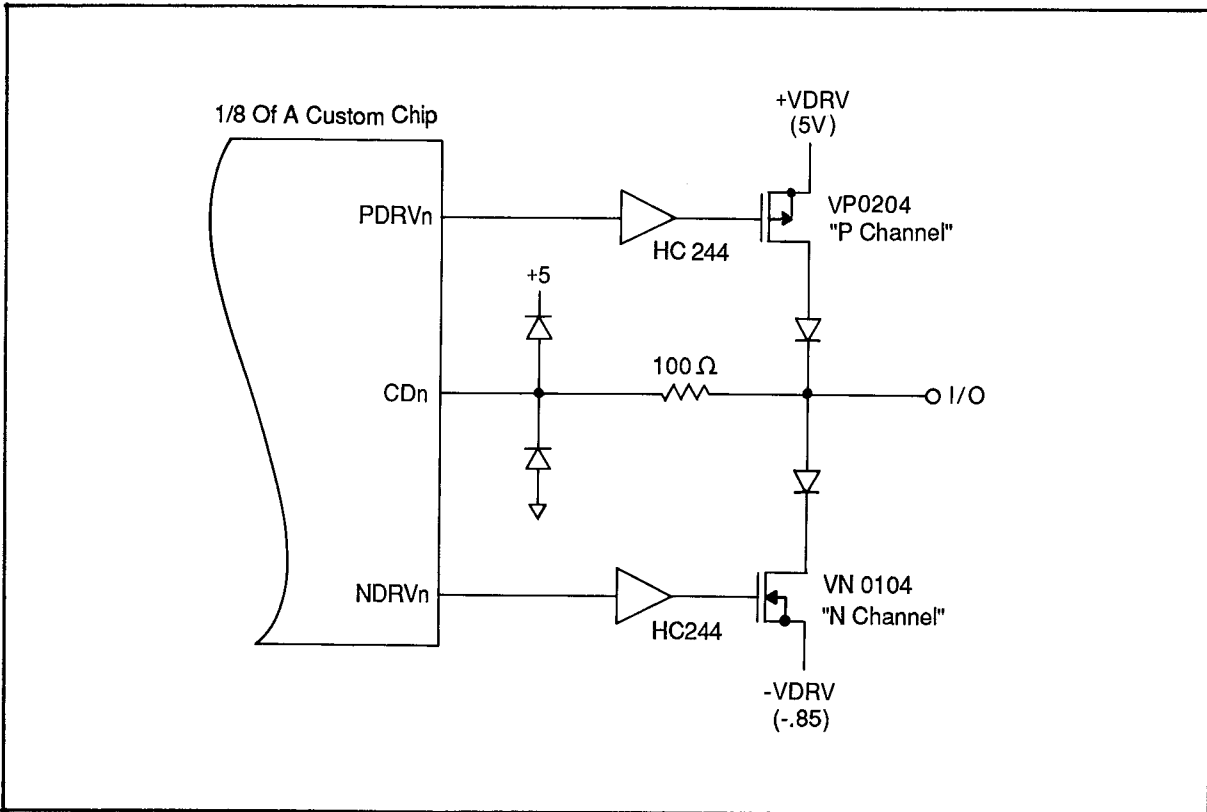 1/8 Of A Custom Chip
+VDRV
(5V)
PDRVn
HC 244
VP0204
"P Channel"
+5
CDn
100 Ω
I/O
NDRVn
HC244
VN 0104
"N Channel"
-VDRV
(-.85)